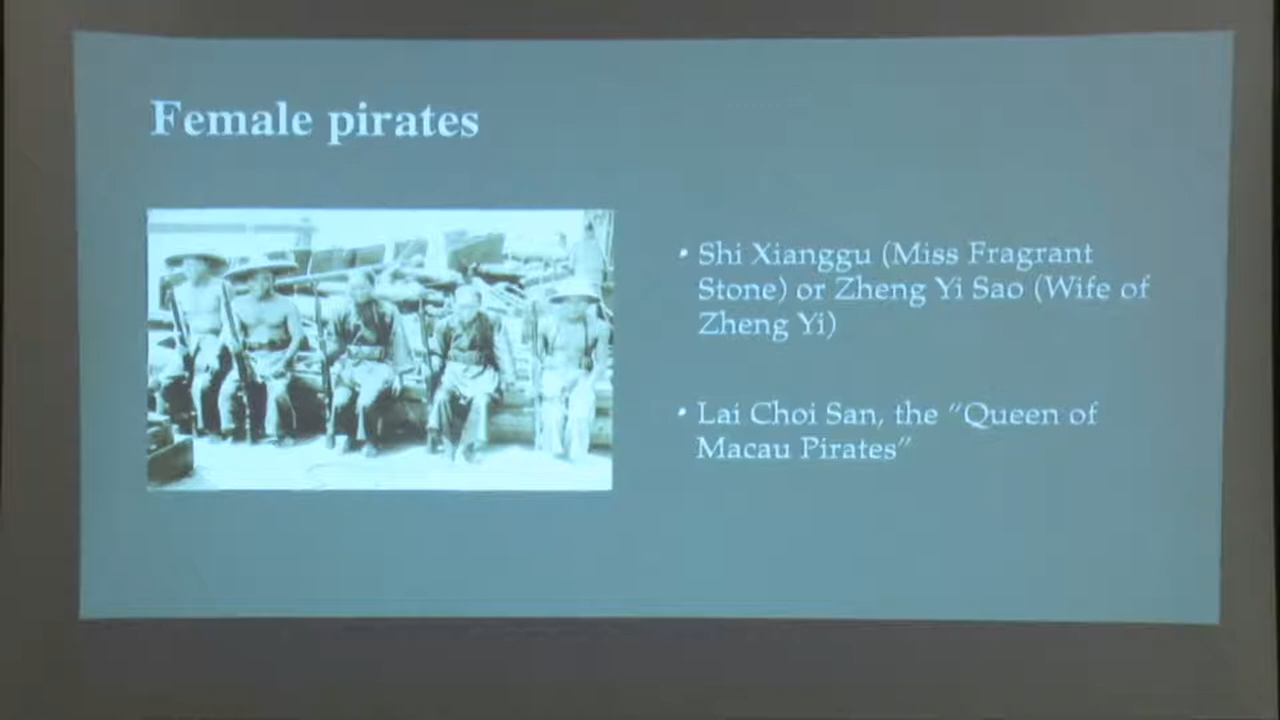 Female pirates
• Shi Xianggu (Miss Fragrant
Stone) or Zheng Yi Sao (Wife of
Zheng Yi)
• Lai Choi San, the "Queen of
Macau Pirates"